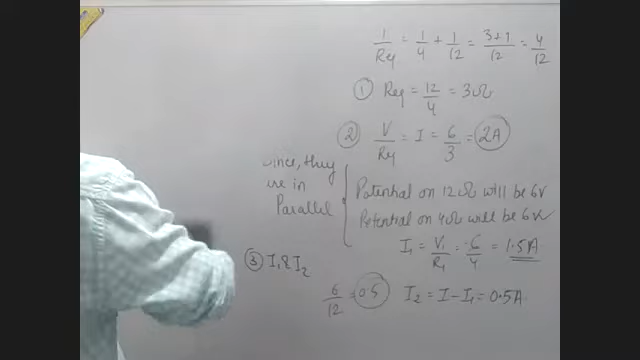 1/Req = 1/4 + 1/12 = 3+1/12 = 4/12
① Req = 12/4 = 3Ω
② V/Req = I = 6/3 = 2A
Since, they
are in
Parallel
Potential on 12Ω will be 6V
Potential on 4Ω will be 6V
I₁ = V₁/R₁ = 6/4 = 1.5A
③ I₁ & I₂
6/12 = 0.5
I₂ = I - I₁ = 0.5A